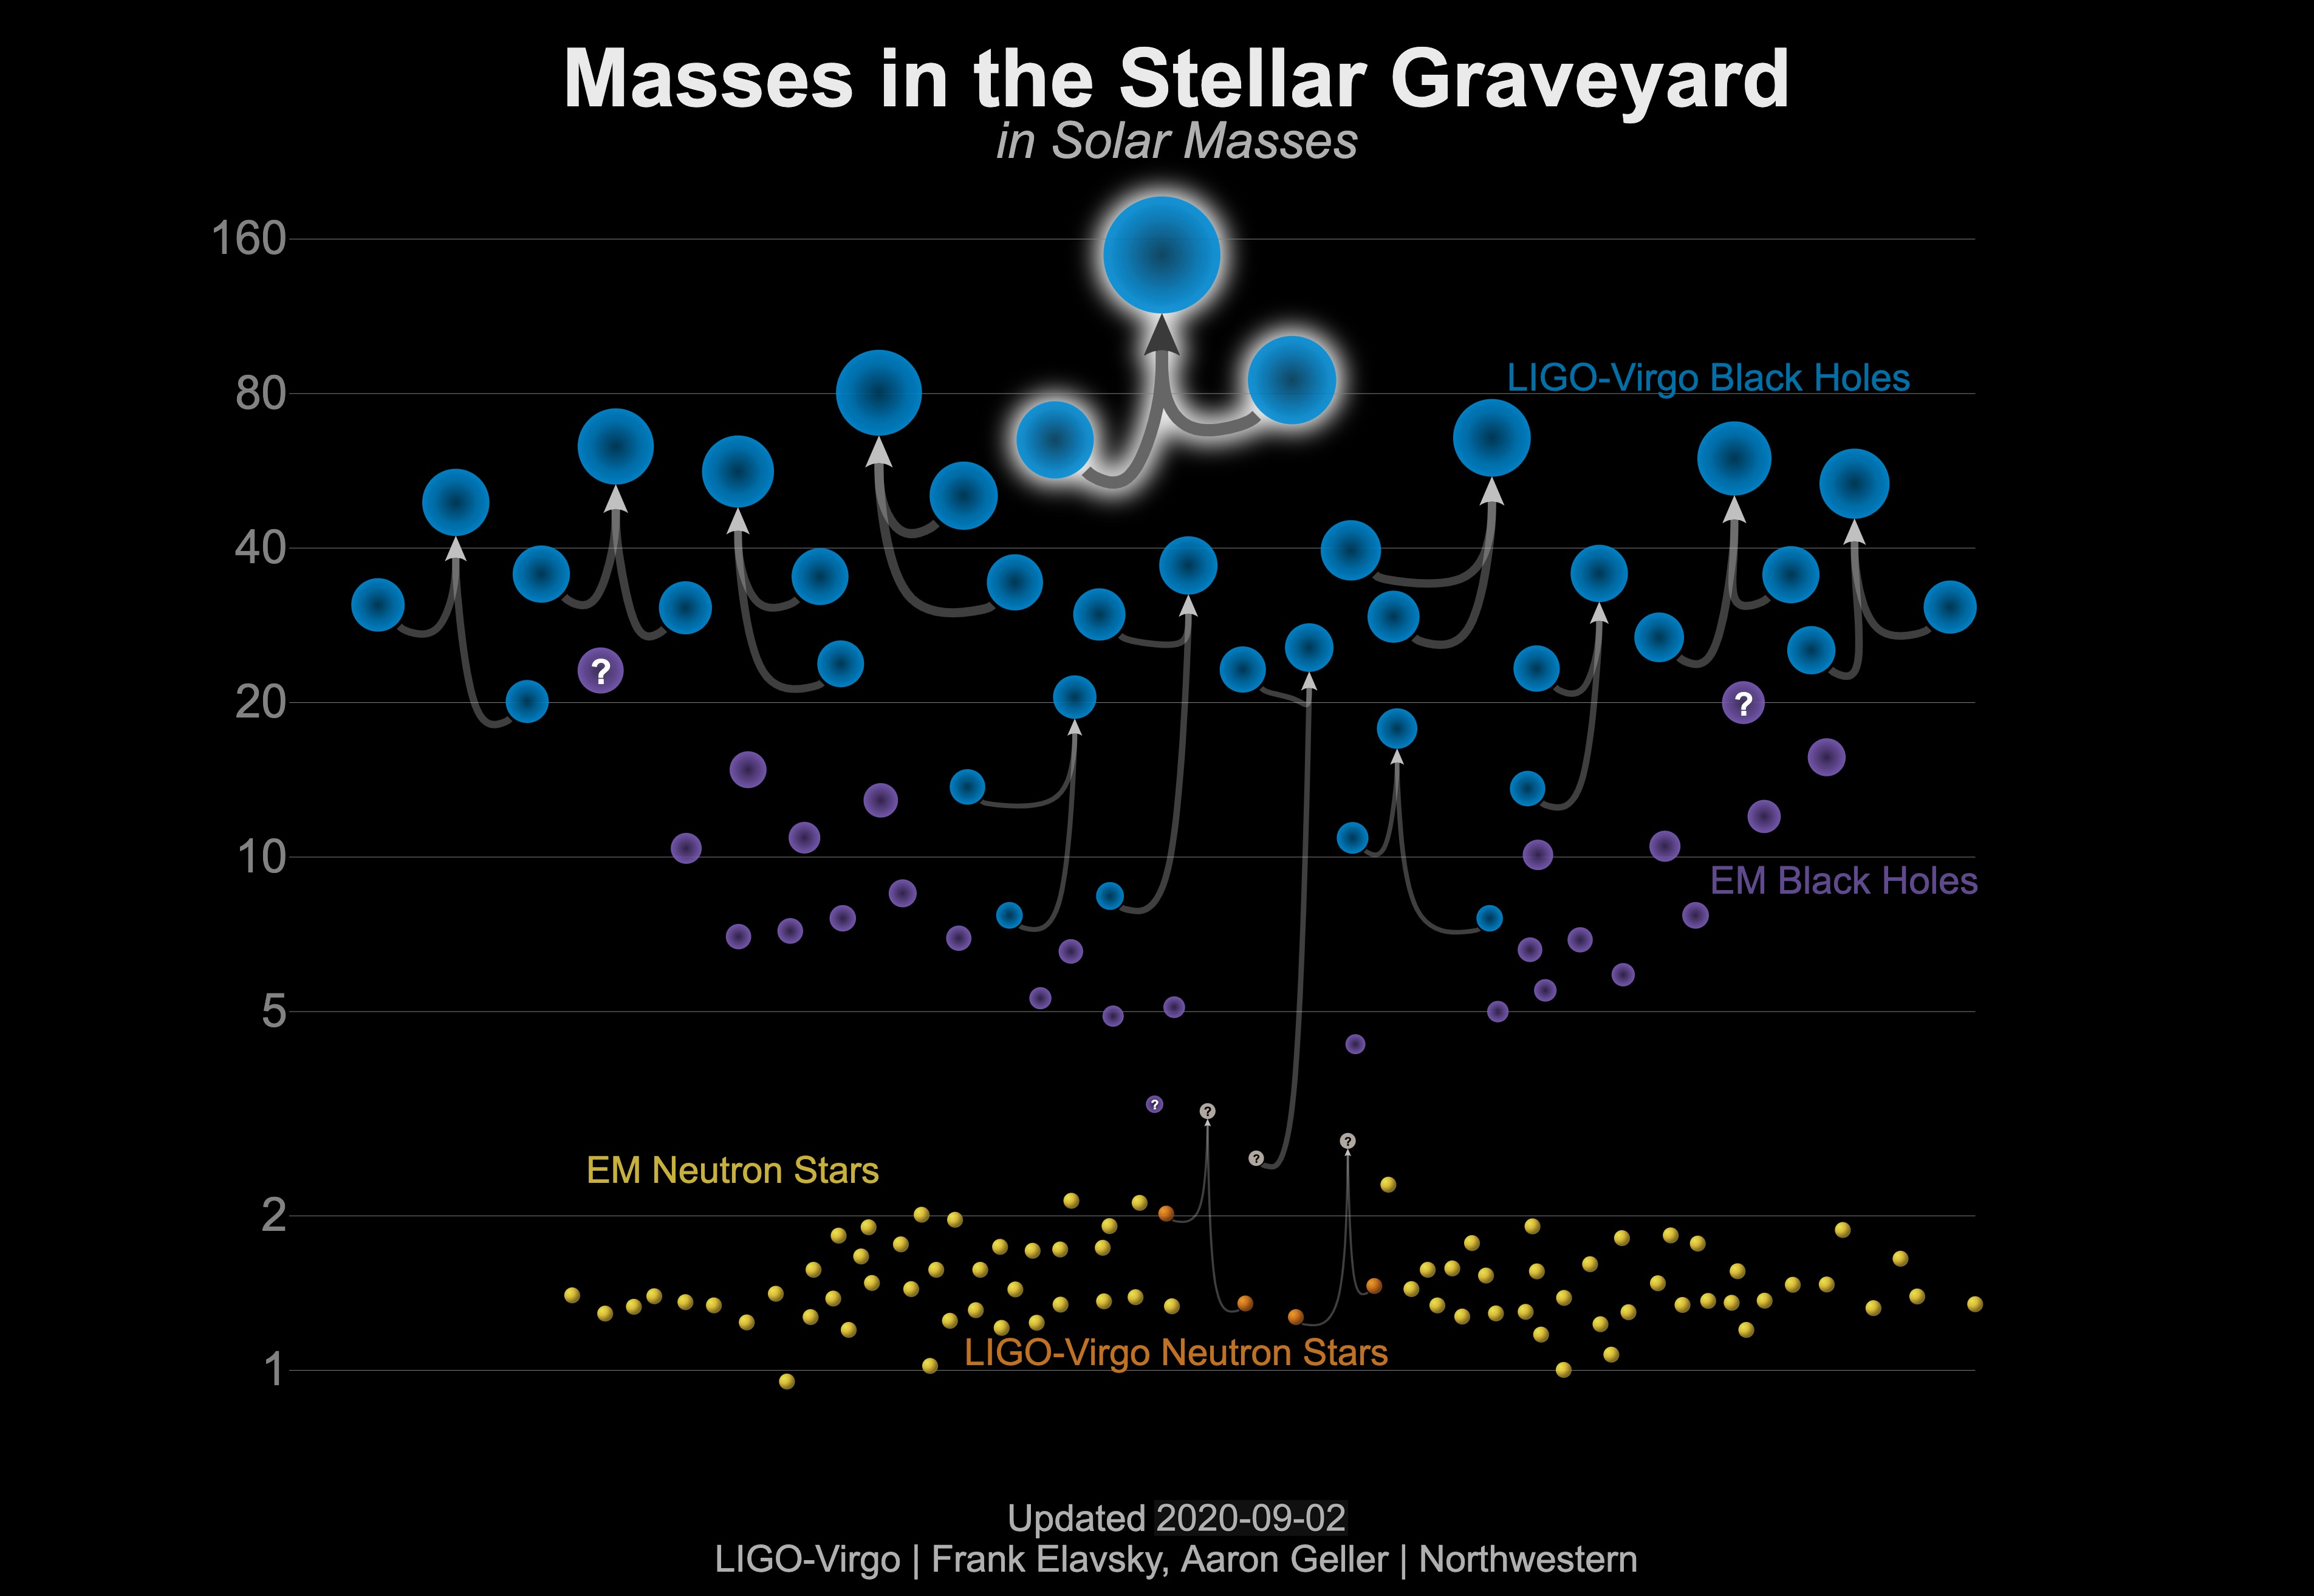 Masses in the Stellar Graveyard
in Solar Masses
160
LIGO-Virgo Black Holes
80
40
?
20
?
10
EM Black Holes
5
?
?
?
?
EM Neutron Stars
2
LIGO-Virgo Neutron Stars
1
Updated 2020-09-02
LIGO-Virgo | Frank Elavsky, Aaron Geller | Northwestern